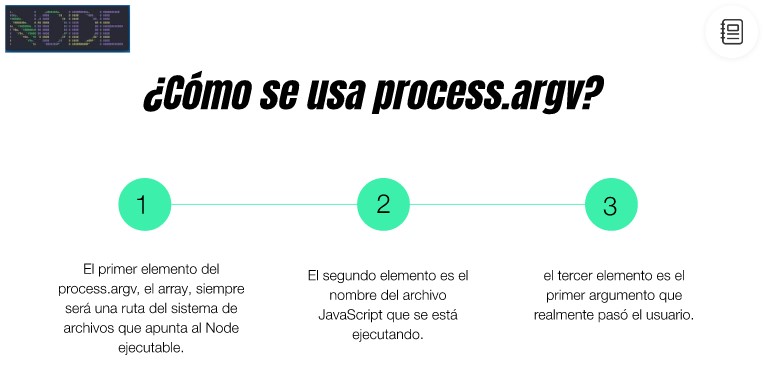 NODE
¿Cómo se usa process.argv?
1
2
3
El primer elemento del
process.argv, el array, siempre
será una ruta del sistema de
archivos que apunta al Node
ejecutable.
El segundo elemento es el
nombre del archivo
JavaScript que se está
ejecutando.
el tercer elemento es el
primer argumento que
realmente pasó el usuario.